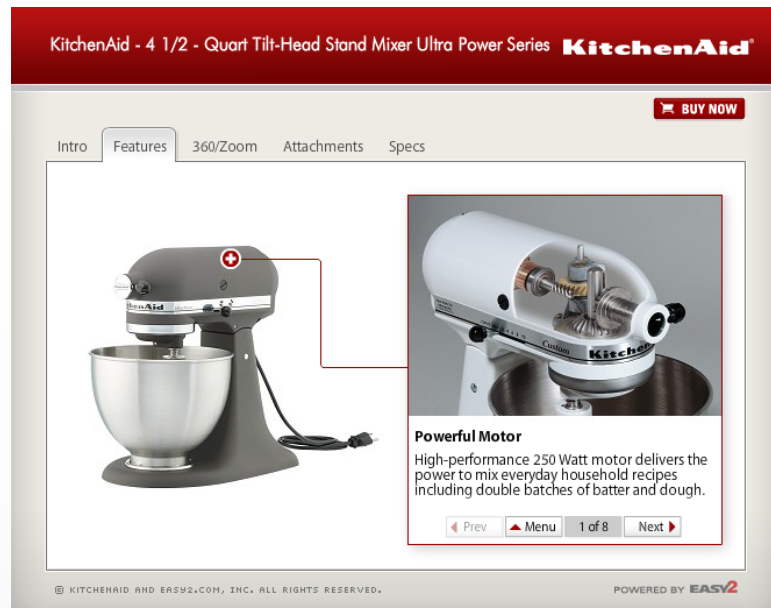 KitchenAid - 4 1/2 - Quart Tilt-Head Stand Mixer Ultra Power Series KitchenAid®
BUY NOW
Intro Features 360/Zoom Attachments Specs
KitchenAid
Custom KitchenA
Powerful Motor
High-performance 250 Watt motor delivers the
power to mix everyday household recipes
including double batches of batter and dough.
Prev Menu 1 of 8 Next
© KITCHENAID AND EASY2.COM, INC. ALL RIGHTS RESERVED.
POWERED BY EASY2